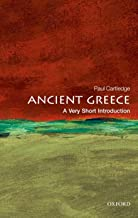 Paul Cartledge
ANCIENT GREECE
A Very Short Introduction
OXFORD